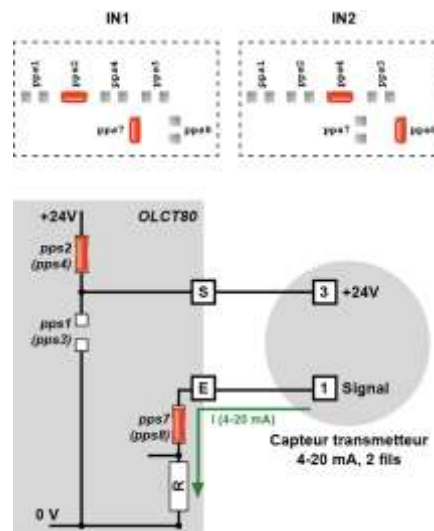 IN1
IN2
pps1
pps2
pps4
pps3
pps7
pps8
pps1
pps2
pps4
pps3
pps7
pps8
+24V
OLCT80
pps2
(pps4)
S
3
+24V
pps1
(pps3)
E
1
Signal
pps7
(pps8)
I (4-20 mA)
R
Capteur transmetteur
4-20 mA, 2 fils
0 V